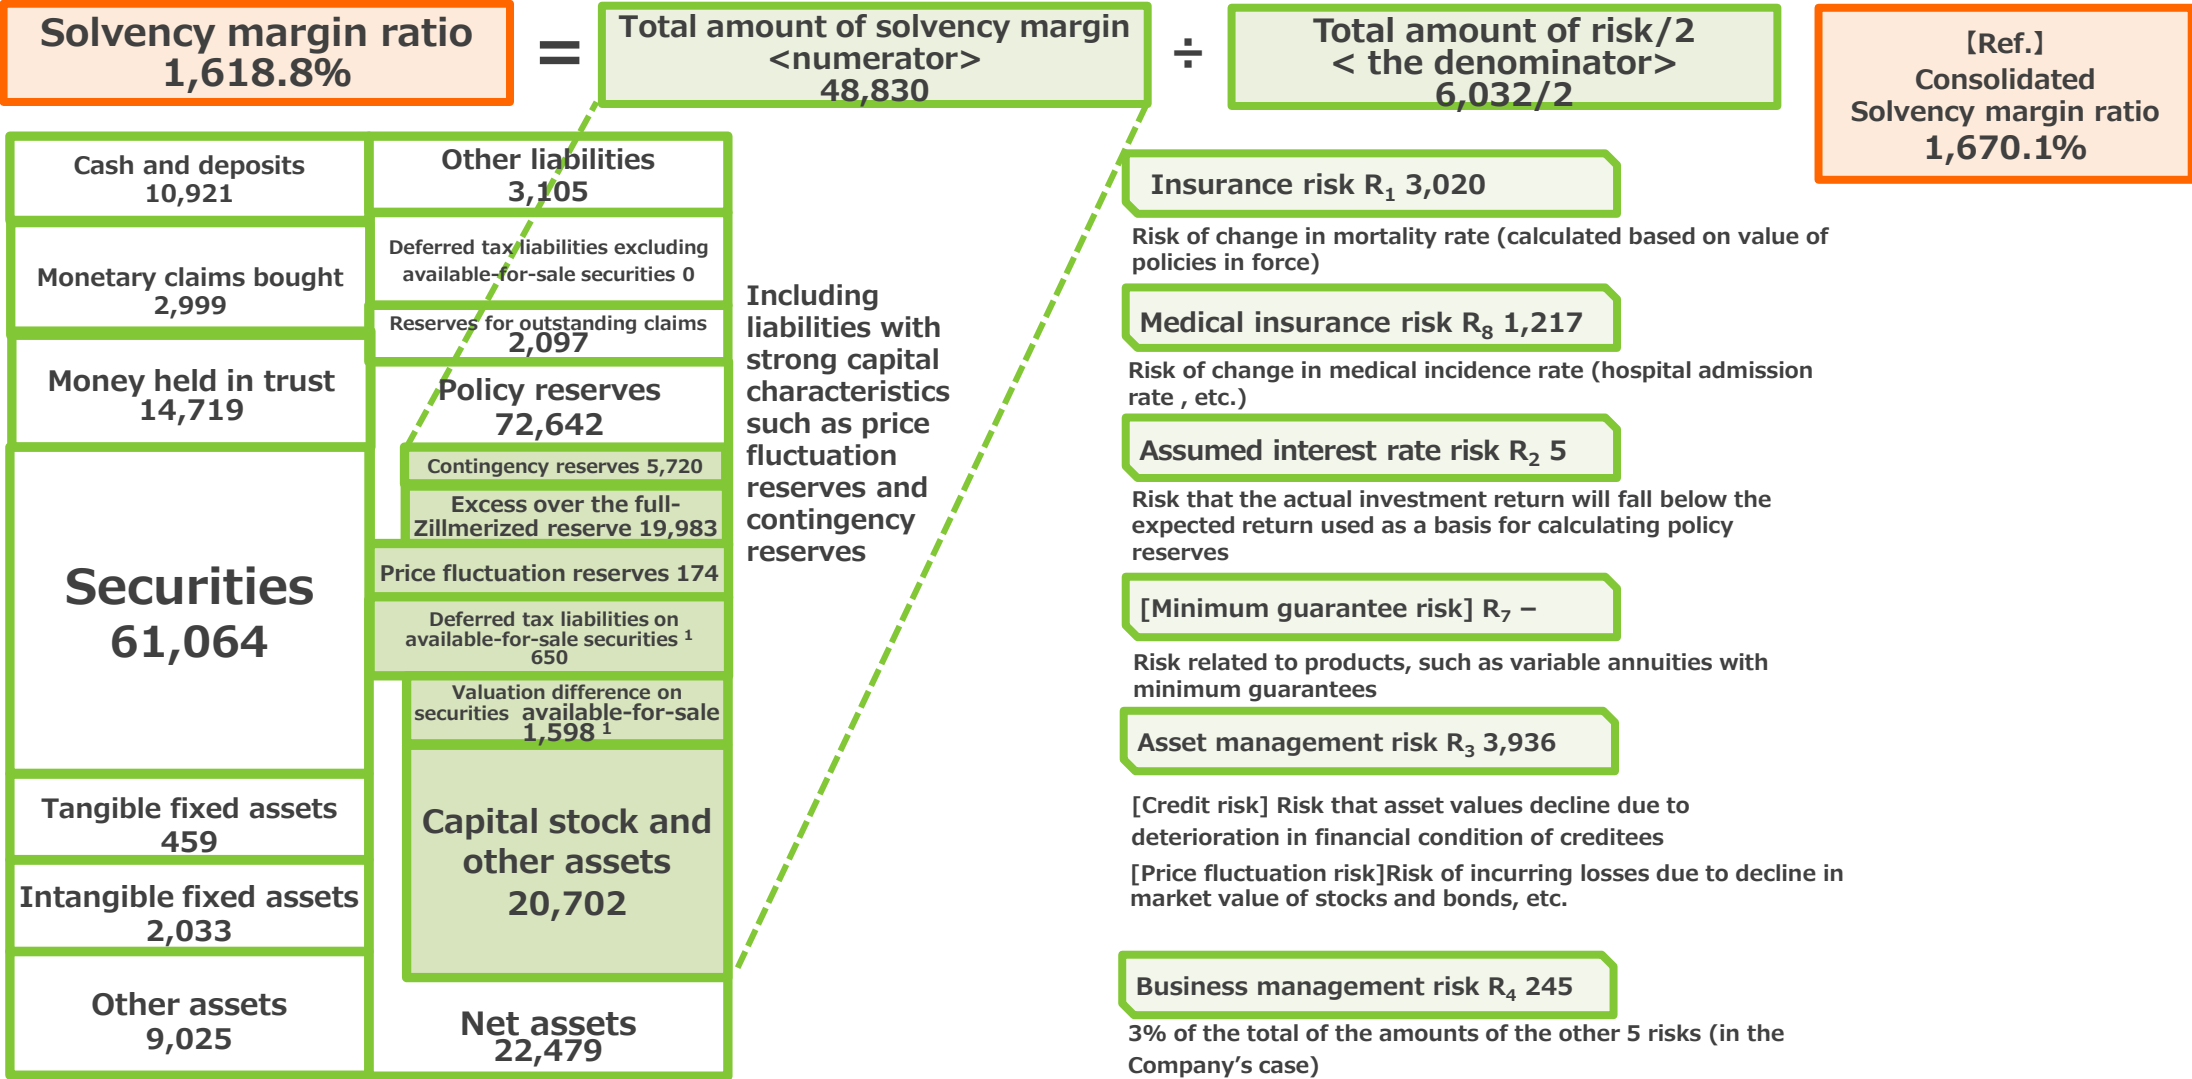 Solvency margin ratio
1,618.8%
=
Total amount of solvency margin
<numerator>
48,830
÷
Total amount of risk/2
< the denominator>
6,032/2
【Ref.】
Consolidated
Solvency margin ratio
1,670.1%
Cash and deposits
10,921
Monetary claims bought
2,999
Money held in trust
14,719
Securities
61,064
Tangible fixed assets
459
Intangible fixed assets
2,033
Other assets
9,025
Other liabilities
3,105
Deferred tax liabilities excluding
available-for-sale securities 0
Reserves for outstanding claims
2,097
Policy reserves
72,642
Contingency reserves 5,720
Excess over the full-
Zillmerized reserve 19,983
Price fluctuation reserves 174
Deferred tax liabilities on
available-for-sale securities 1
650
Valuation difference on
securities available-for-sale
1,598 1
Capital stock and
other assets
20,702
Net assets
22,479
Including
liabilities with
strong capital
characteristics
such as price
fluctuation
reserves and
contingency
reserves
Insurance risk R1 3,020
Risk of change in mortality rate (calculated based on value of
policies in force)
Medical insurance risk R8 1,217
Risk of change in medical incidence rate (hospital admission
rate , etc.)
Assumed interest rate risk R2 5
Risk that the actual investment return will fall below the
expected return used as a basis for calculating policy
reserves
[Minimum guarantee risk] R7 –
Risk related to products, such as variable annuities with
minimum guarantees
Asset management risk R3 3,936
[Credit risk] Risk that asset values decline due to
deterioration in financial condition of creditees
[Price fluctuation risk]Risk of incurring losses due to decline in
market value of stocks and bonds, etc.
Business management risk R4 245
3% of the total of the amounts of the other 5 risks (in the
Company’s case)